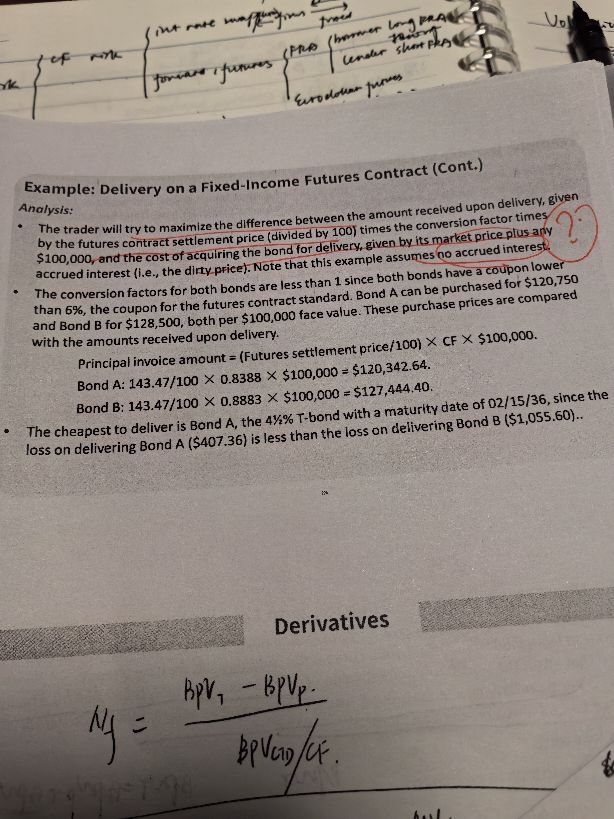 int rate
CF risk
FRA
borrower long FRA
forward, futures
lender short FRA
Eurodollar futures
Example: Delivery on a Fixed-Income Futures Contract (Cont.)
Analysis:
• The trader will try to maximize the difference between the amount received upon delivery, given
by the futures contract settlement price (divided by 100) times the conversion factor times
$100,000, and the cost of acquiring the bond for delivery, given by its market price plus any
accrued interest (i.e., the dirty price). Note that this example assumes no accrued interest.
?
• The conversion factors for both bonds are less than 1 since both bonds have a coupon lower
than 6%, the coupon for the futures contract standard. Bond A can be purchased for $120,750
and Bond B for $128,500, both per $100,000 face value. These purchase prices are compared
with the amounts received upon delivery.
Principal invoice amount = (Futures settlement price/100) × CF × $100,000.
Bond A: 143.47/100 × 0.8388 × $100,000 = $120,342.64.
Bond B: 143.47/100 × 0.8883 × $100,000 = $127,444.40.
• The cheapest to deliver is Bond A, the 4½% T-bond with a maturity date of 02/15/36, since the
loss on delivering Bond A ($407.36) is less than the loss on delivering Bond B ($1,055.60)..
Derivatives
Nf = BPVT - BPVP.
BPVCTD/CF.